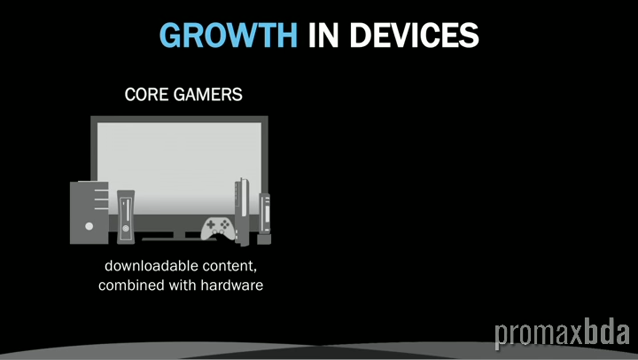 GROWTH IN DEVICES
CORE GAMERS
downloadable content,
combined with hardware
promaxbda